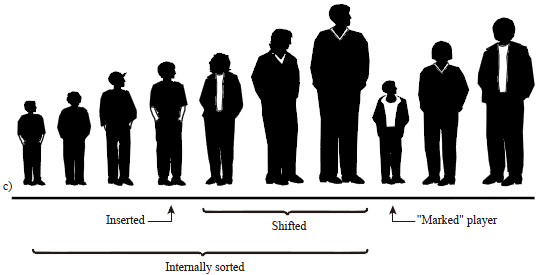 c)
Inserted
Shifted
"Marked" player
Internally sorted